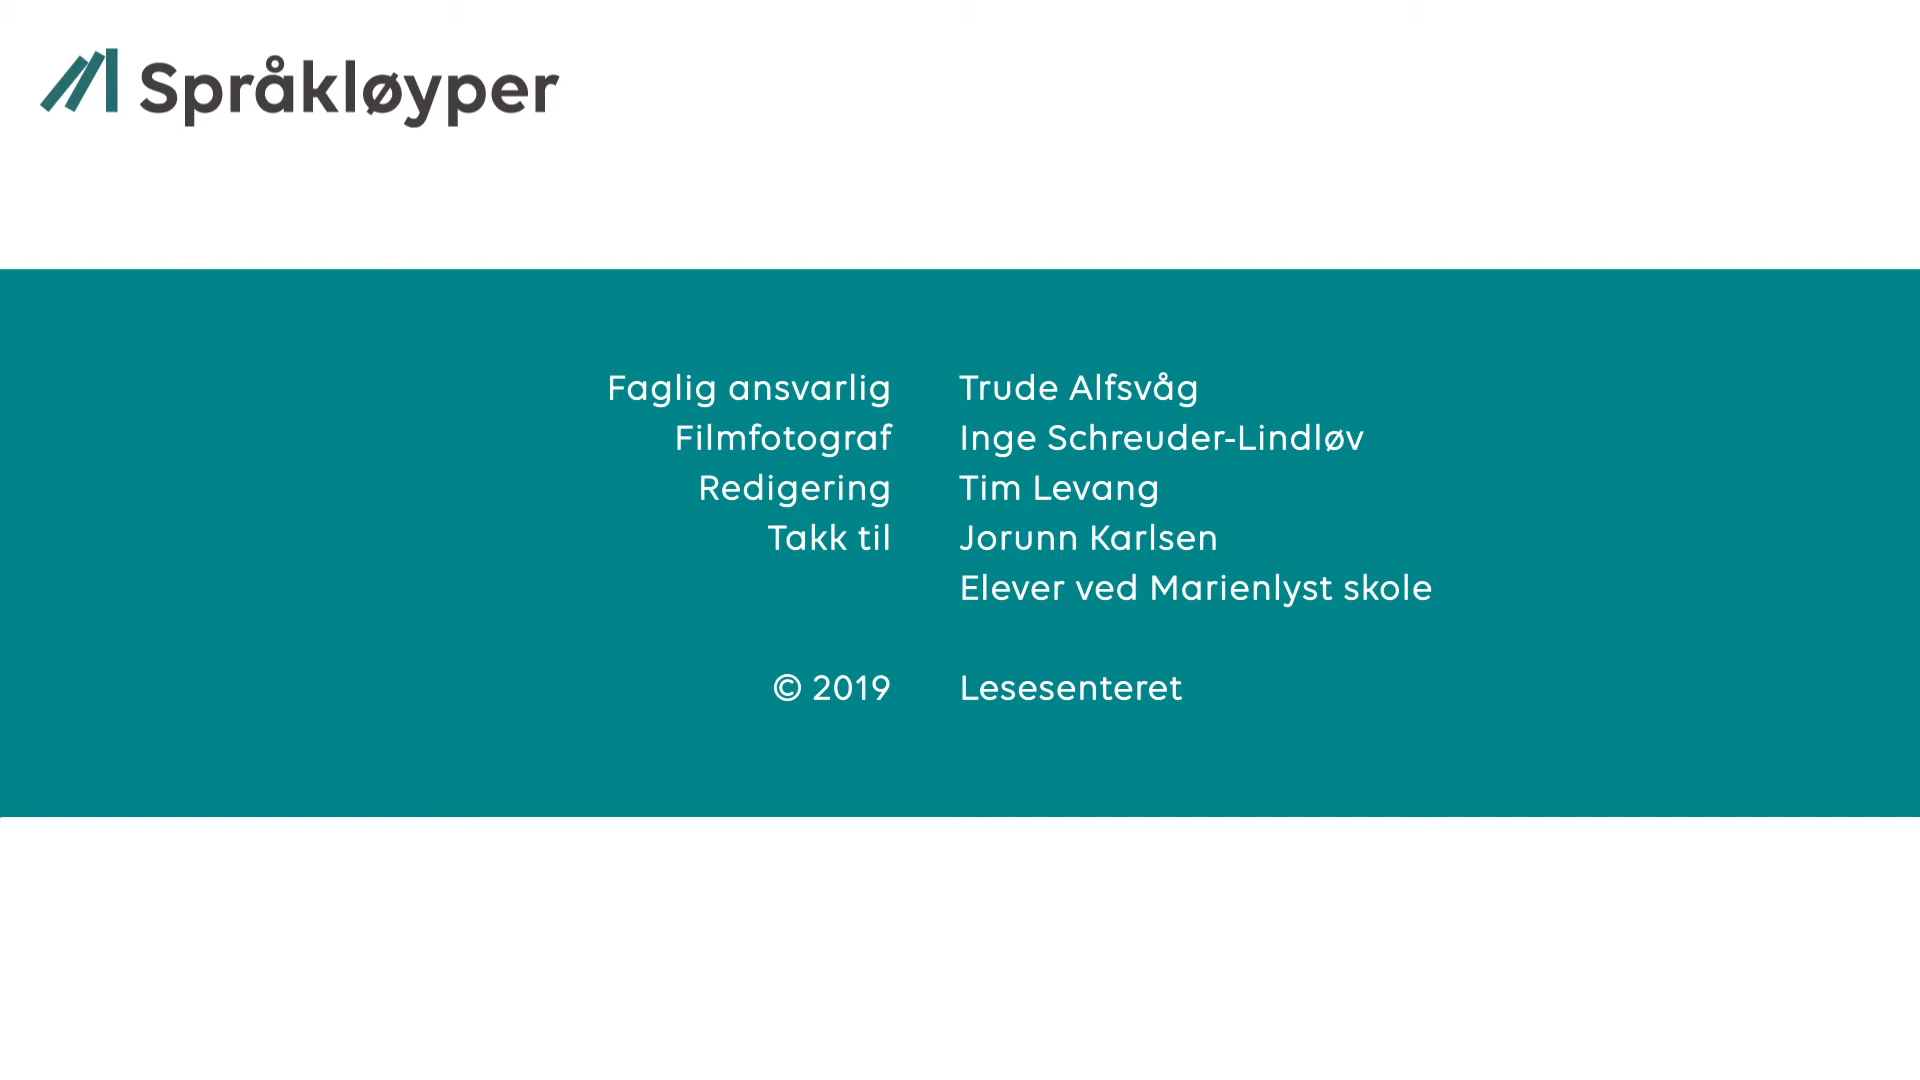 Språkløyper
Faglig ansvarlig Trude Alfsvåg
Filmfotograf Inge Schreuder-Lindløv
Redigering Tim Levang
Takk til Jorunn Karlsen
Elever ved Marienlyst skole
© 2019 Lesesenteret